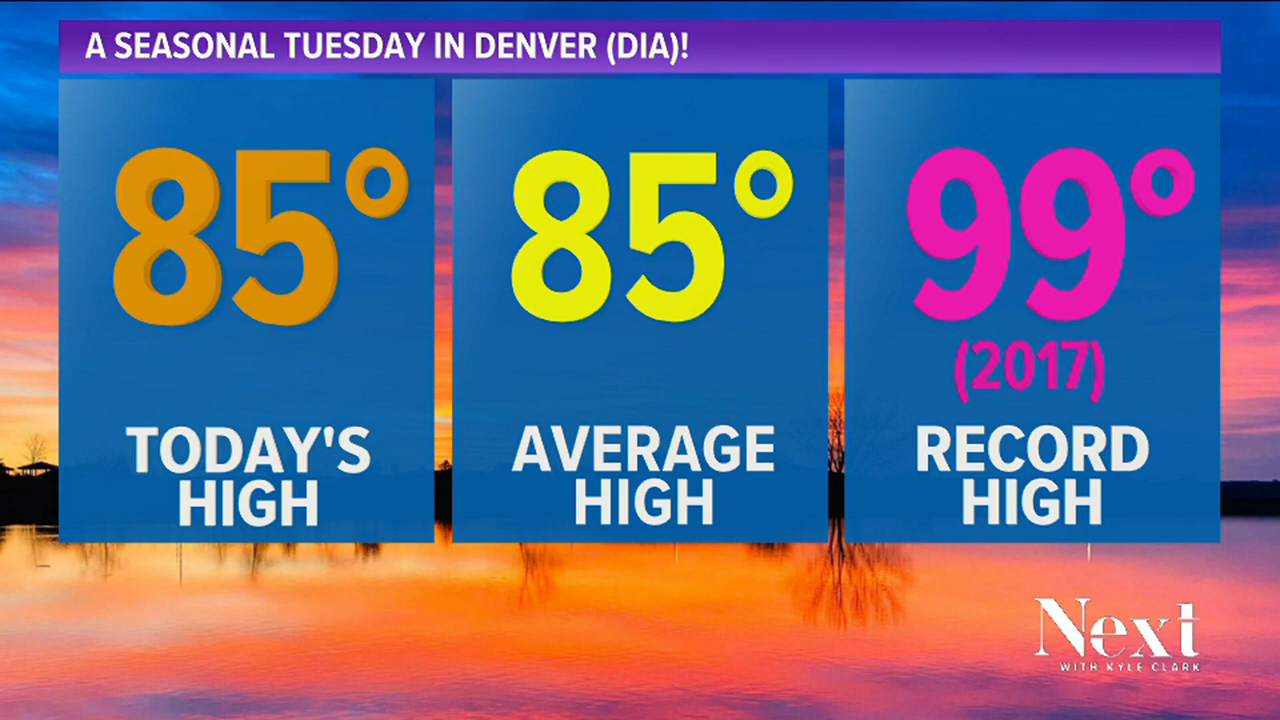 A SEASONAL TUESDAY IN DENVER (DIA)!
85°
TODAY'S
HIGH
85°
AVERAGE
HIGH
99°
(2017)
RECORD
HIGH
Next
WITH KYLE CLARK